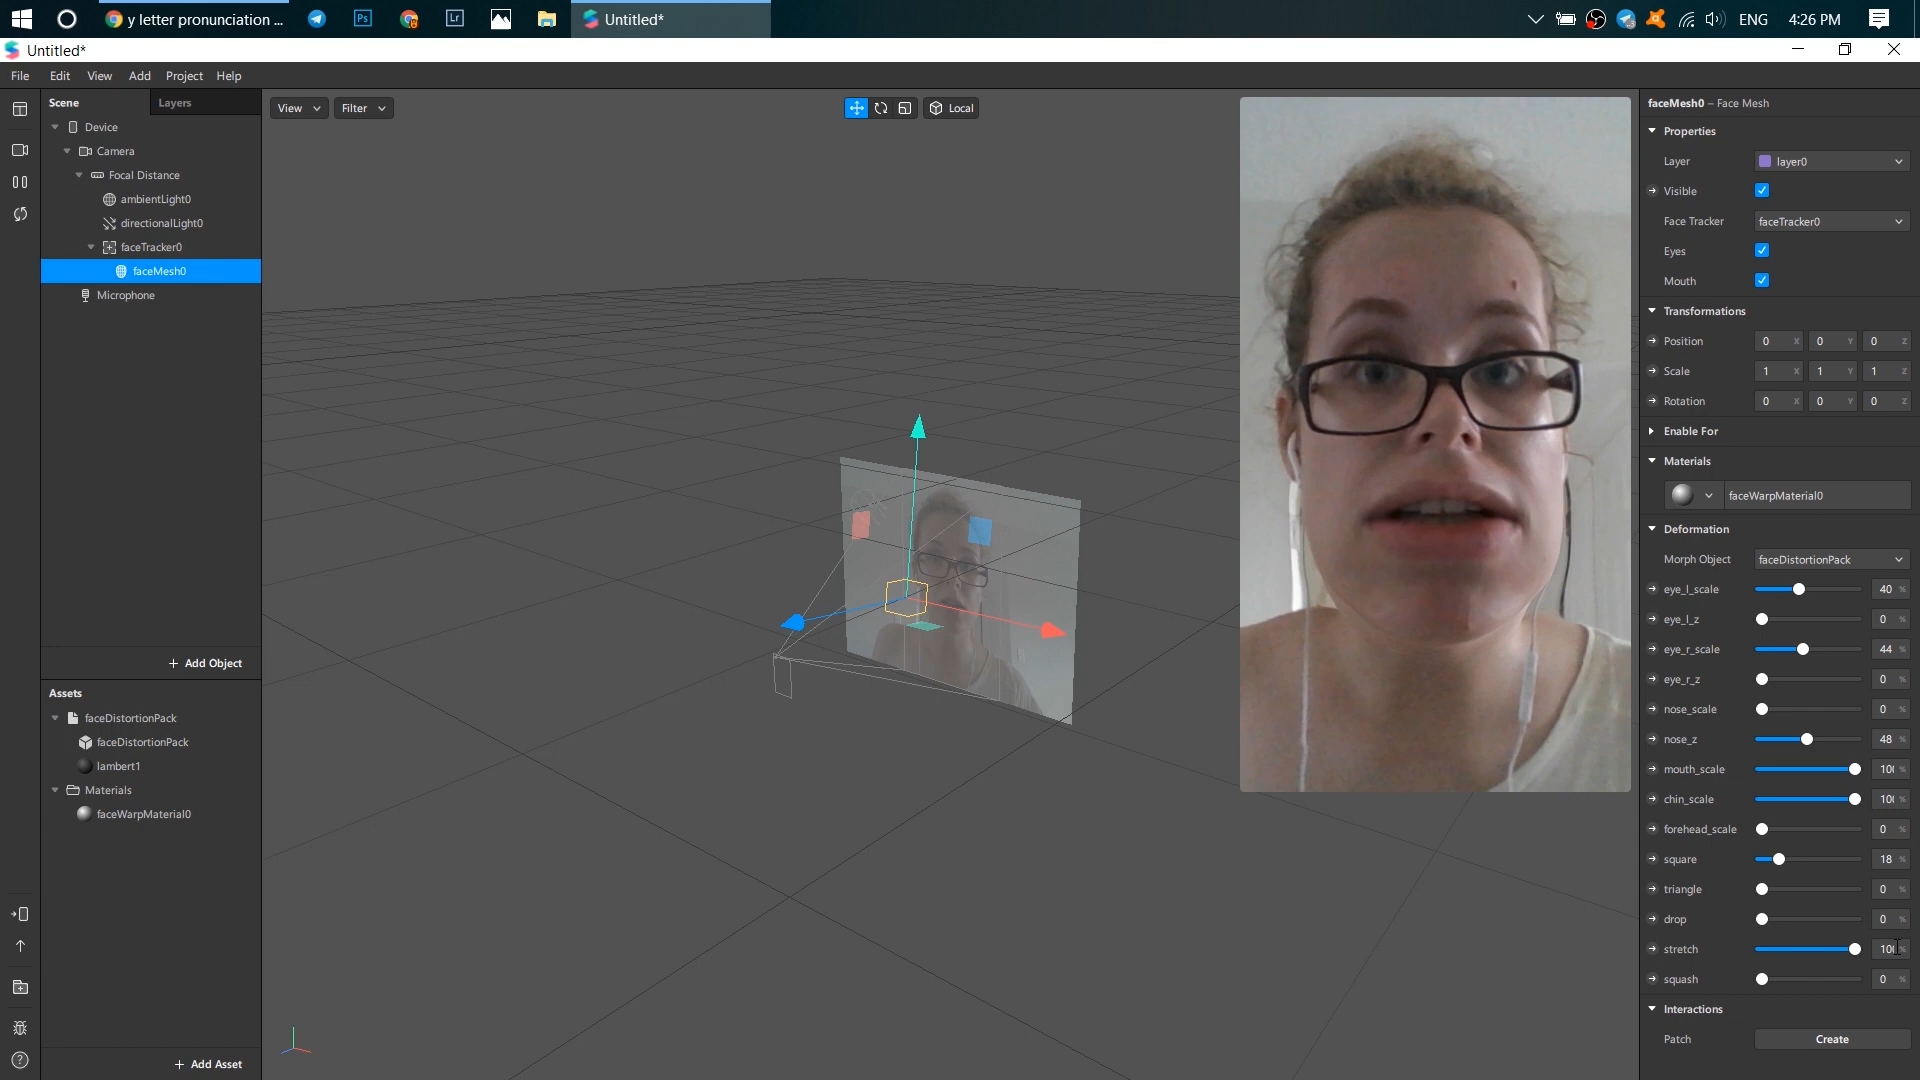 y letter pronunciation ...
Ps
Lr
Untitled*
ENG
4:26 PM
Untitled*
File Edit View Add Project Help
Scene
Layers
Device
Camera
Focal Distance
ambientLight0
directionalLight0
faceTracker0
faceMesh0
Microphone
+ Add Object
Assets
faceDistortionPack
faceDistortionPack
lambert1
Materials
faceWarpMaterial0
+ Add Asset
View
Filter
Local
faceMesh0 – Face Mesh
Properties
Layer layer0
Visible
Face Tracker faceTracker0
Eyes
Mouth
Transformations
Position 0 X 0 Y 0 Z
Scale 1 X 1 Y 1 Z
Rotation 0 X 0 Y 0 Z
Enable For
Materials
faceWarpMaterial0
Deformation
Morph Object faceDistortionPack
eye_l_scale 40 %
eye_l_z 0 %
eye_r_scale 44 %
eye_r_z 0 %
nose_scale 0 %
nose_z 48 %
mouth_scale 10
chin_scale 10
forehead_scale 0 %
square 18 %
triangle 0 %
drop 0 %
stretch 10 %
squash 0 %
Interactions
Patch Create